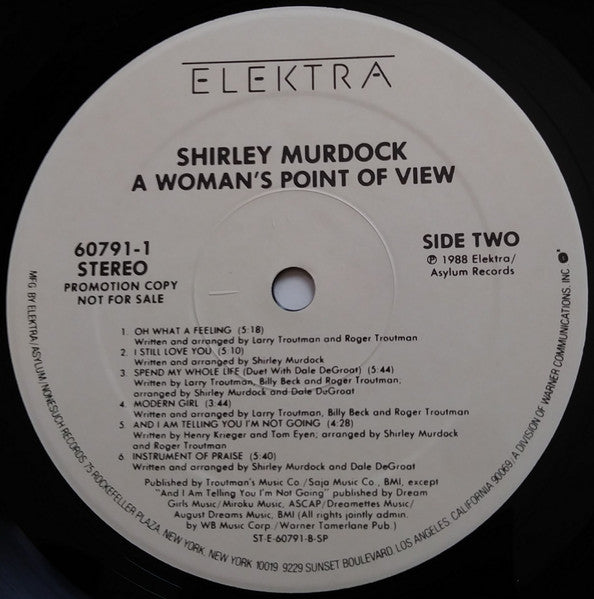 ELEKTRA
SHIRLEY MURDOCK
A WOMAN'S POINT OF VIEW
60791-1
STEREO
PROMOTION COPY
NOT FOR SALE
SIDE TWO
℗ 1988 Elektra/
Asylum Records
1. OH WHAT A FEELING (5:18)
Written and arranged by Larry Troutman and Roger Troutman
2. I STILL LOVE YOU (5:10)
Written and arranged by Shirley Murdock
3. SPEND MY WHOLE LIFE (Duet With Dale DeGroat) (5:44)
Written by Larry Troutman, Billy Beck and Roger Troutman;
arranged by Shirley Murdock and Dale DuGroat
4. MODERN GIRL (3:44)
Written and arranged by Larry Troutman, Billy Beck and Roger Troutman
5. AND I AM TELLING YOU I'M NOT GOING (4:28)
Written by Henry Krieger and Tom Eyen; arranged by Shirley Murdock
and Roger Troutman
6. INSTRUMENT OF PRAISE (5:40)
Written and arranged by Shirley Murdock and Dale DeGroat
Published by Troutman's Music Co./Saja Music Co., BMI, except
"And I Am Telling You I'm Not Going" published by Dream
Girls Music/Miroku Music, ASCAP/Dreamettes Music/
August Dreams Music, BMI (All rights jointly admin.
by WB Music Corp./Warner Tamerlane Pub.)
ST-E-60791-B-SP
MFG. BY ELEKTRA/ASYLUM/NONESUCH RECORDS, 75 ROCKEFELLER PLAZA, NEW YORK, NEW YORK 10019 9229 SUNSET BOULEVARD, LOS ANGELES, CALIFORNIA 90069. A DIVISION OF WARNER COMMUNICATIONS, INC.